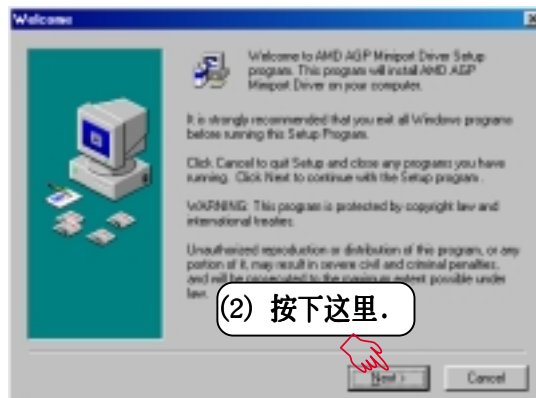 Welcome
Welcome to AMD AGP Miniport Driver Setup
program. This program will install AMD AGP
Miniport Driver on your computer.
It is strongly recommended that you exit all Windows programs
before running this Setup Program.
Click Cancel to quit Setup and close any programs you have
running. Click Next to continue with the Setup program.
WARNING: This program is protected by copyright law and
international treaties.
Unauthorized reproduction or distribution of this program, or any
portion of it, may result in severe civil and criminal penalties,
and will be prosecuted to the maximum extent possible under
law.
(2) 按下这里.
Next >
Cancel